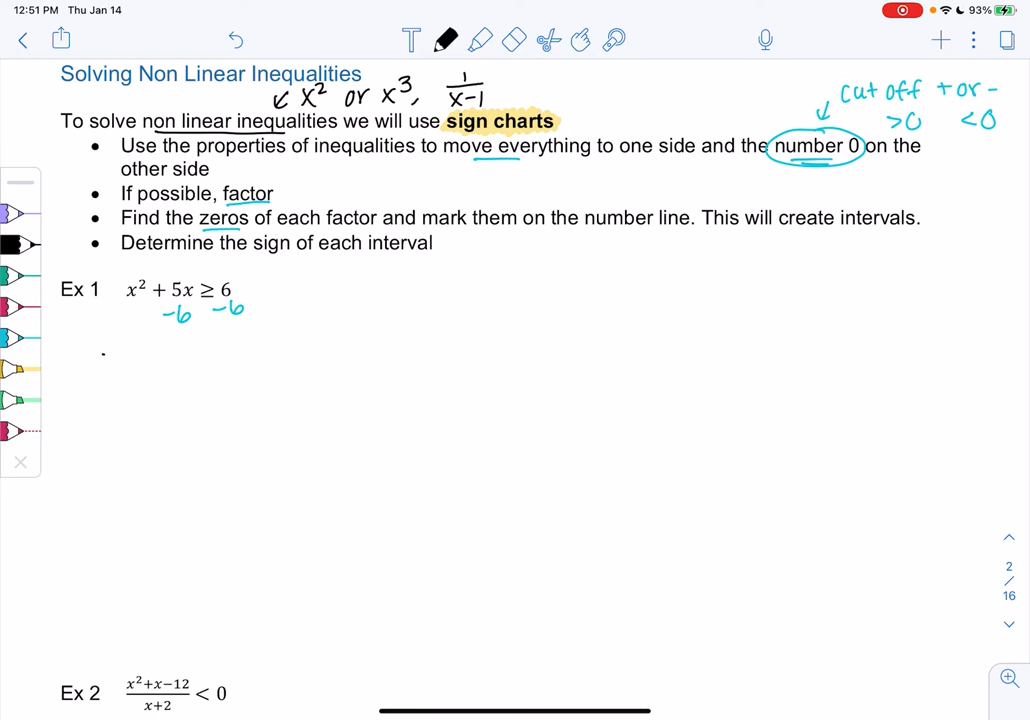 12:51 PM Thu Jan 14
93%
Solving Non Linear Inequalities
↙ x² or x³, 1/(x-1)
cut off + or -
>0 <0
To solve non linear inequalities we will use sign charts
• Use the properties of inequalities to move everything to one side and the number 0 on the
other side
• If possible, factor
• Find the zeros of each factor and mark them on the number line. This will create intervals.
• Determine the sign of each interval
Ex 1 x² + 5x ≥ 6
-6 -6
2
/
16
Ex 2 (x²+x−12)/(x+2) < 0